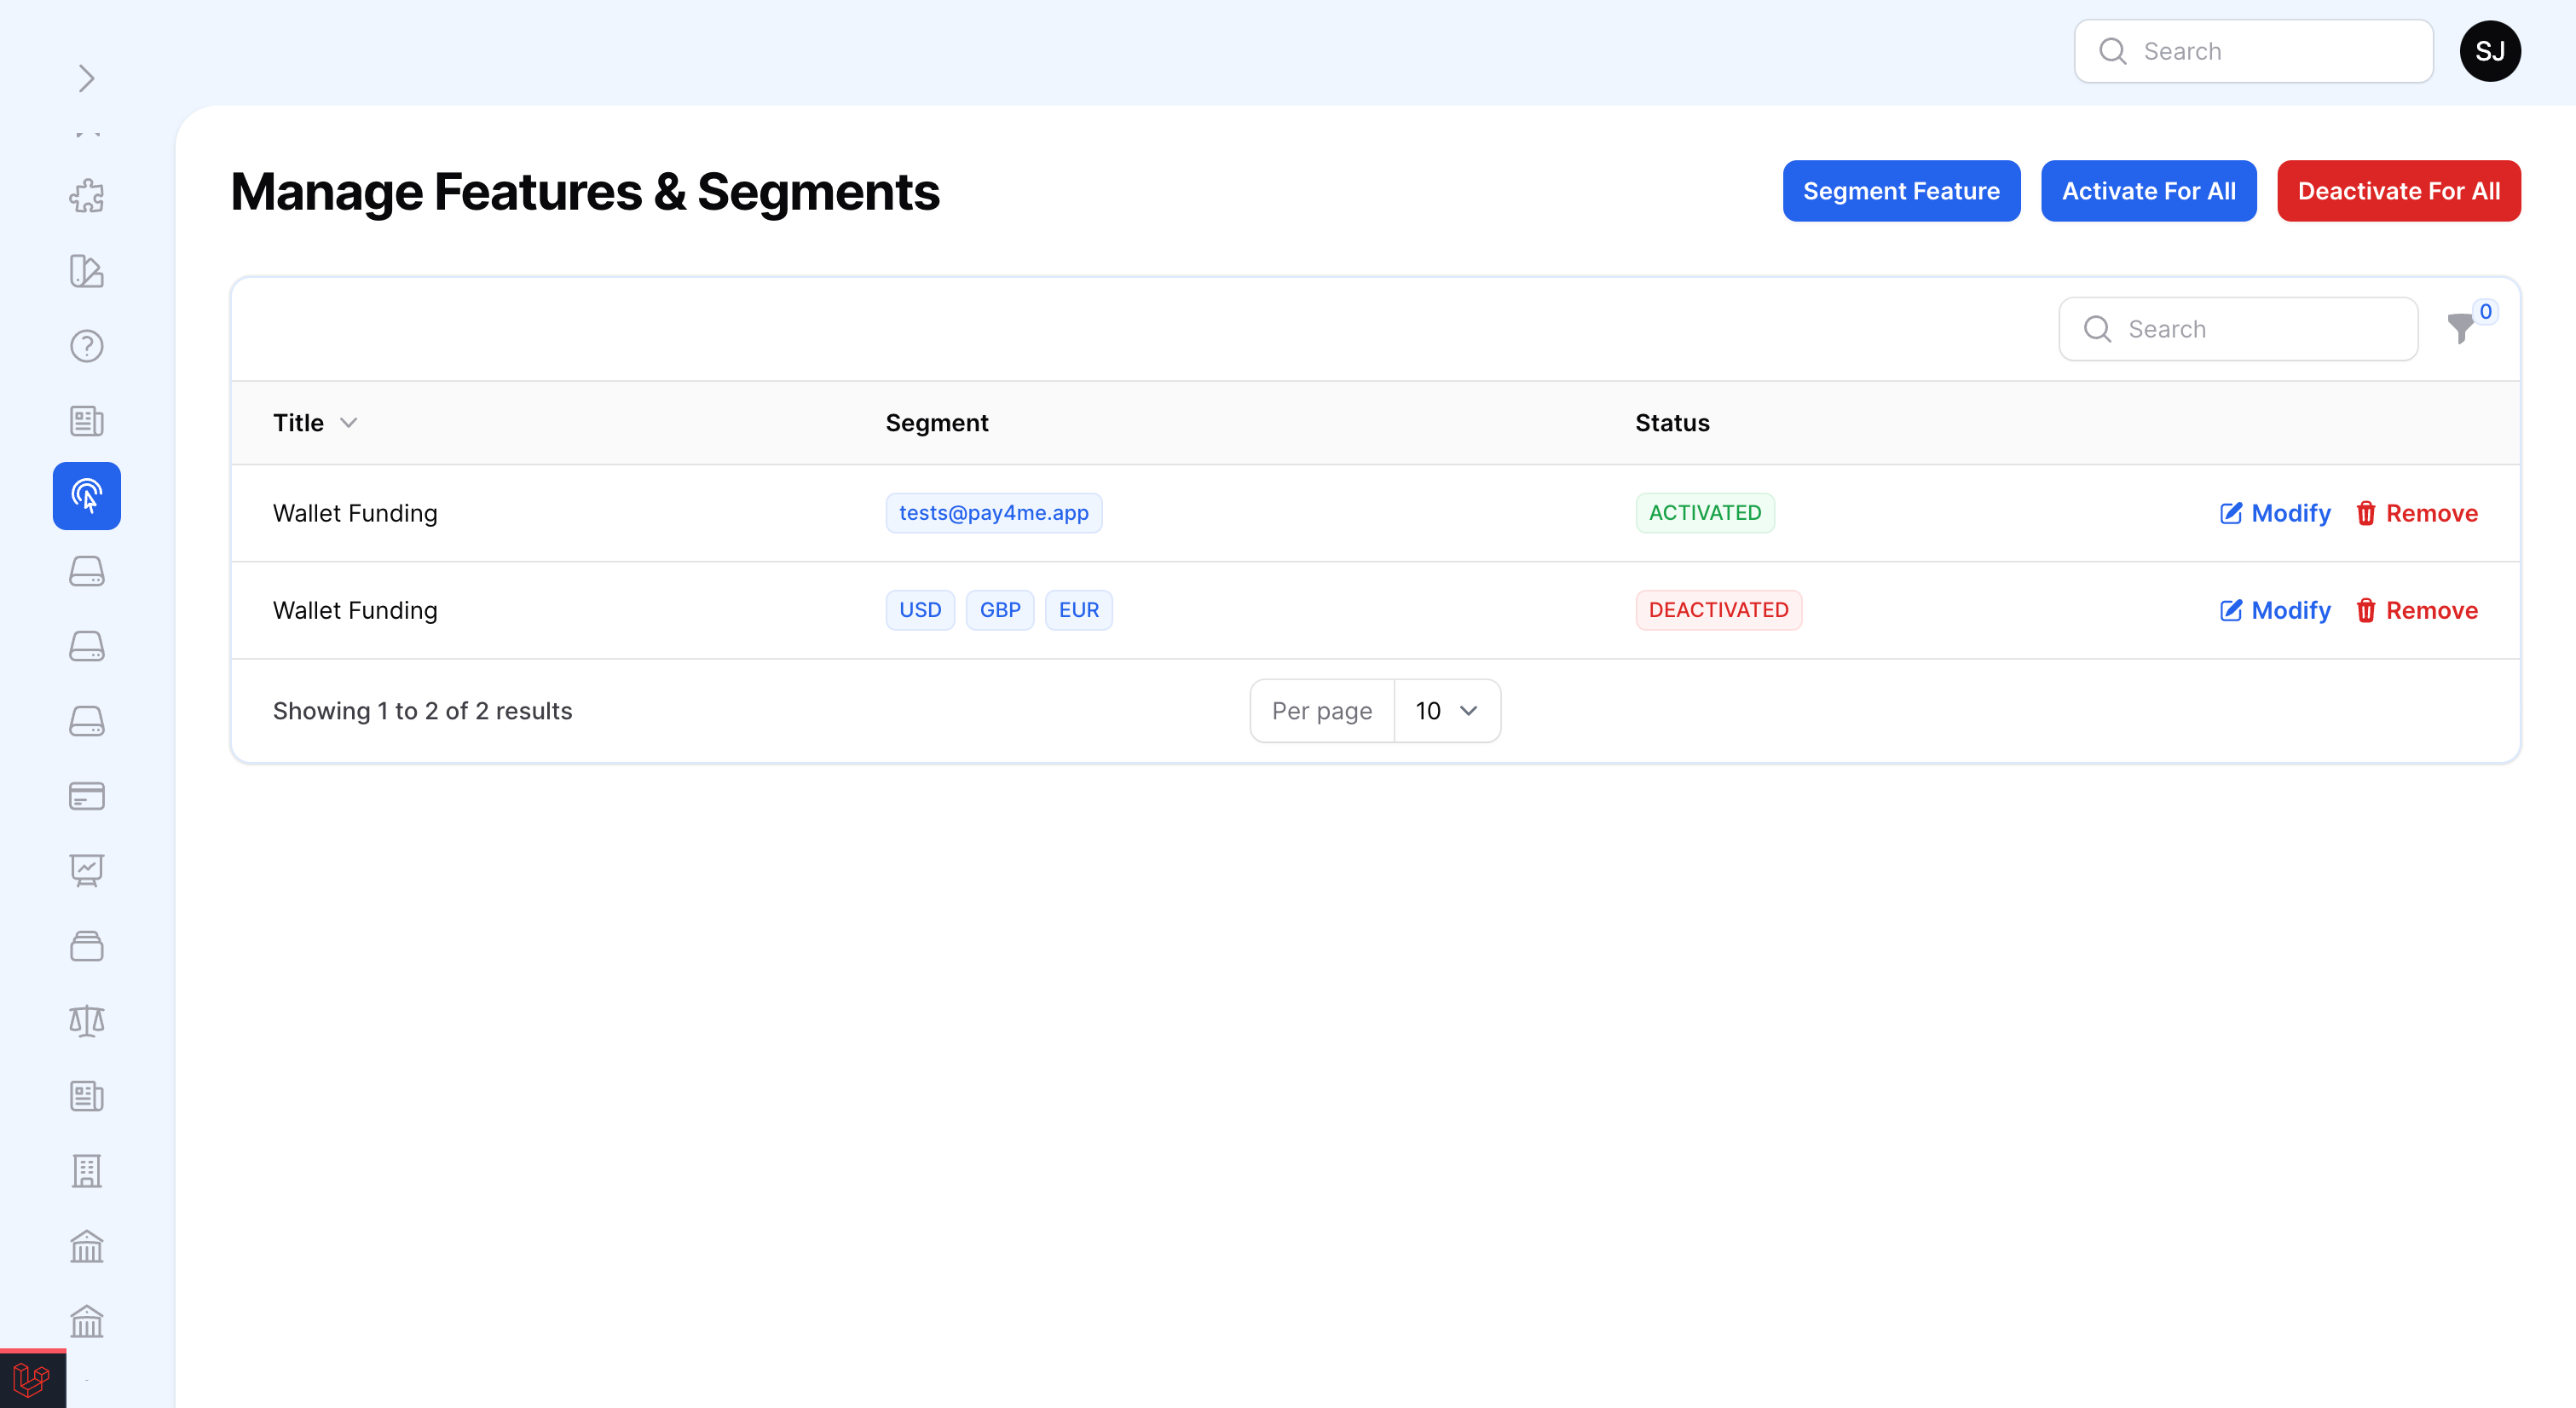 Search
SJ
Manage Features & Segments
Segment Feature
Activate For All
Deactivate For All
Search
0
Title
Segment
Status
Wallet Funding
tests@pay4me.app
ACTIVATED
Modify
Remove
Wallet Funding
USD
GBP
EUR
DEACTIVATED
Modify
Remove
Showing 1 to 2 of 2 results
Per page
10